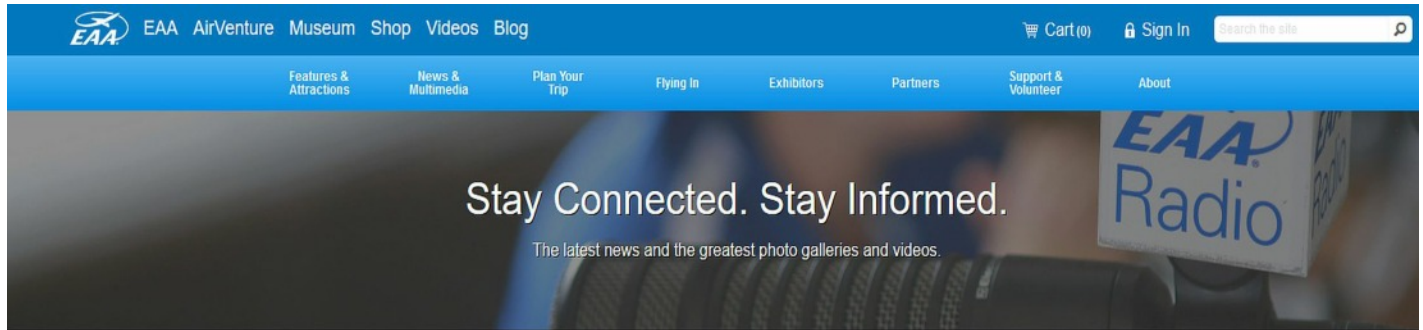 EAA EAA AirVenture Museum Shop Videos Blog Cart (0) Sign In Search the site
Features & Attractions News & Multimedia Plan Your Trip Flying In Exhibitors Partners Support & Volunteer About
EAA
Radio
Stay Connected. Stay Informed.
The latest news and the greatest photo galleries and videos.